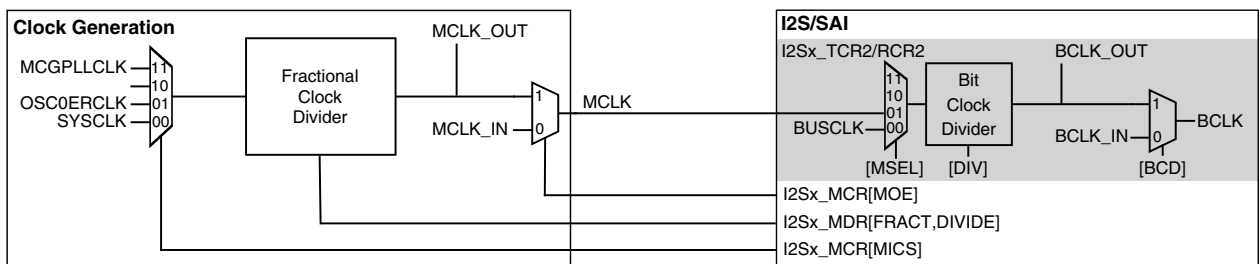 Clock Generation
MCGPLLCLK
11
10
OSC0ERCLK
01
SYSCLK
00
Fractional
Clock
Divider
MCLK_OUT
1
MCLK_IN
0
MCLK
I2S/SAI
I2Sx_TCR2/RCR2
11
10
01
BUSCLK
00
[MSEL]
Bit
Clock
Divider
[DIV]
BCLK_OUT
1
BCLK_IN
0
[BCD]
BCLK
I2Sx_MCR[MOE]
I2Sx_MDR[FRACT,DIVIDE]
I2Sx_MCR[MICS]